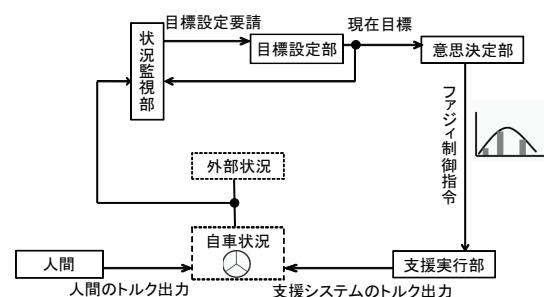 目標設定要請
現在目標
状況監視部
目標設定部
意思決定部
ファジィ制御指令
外部状況
自車状況
人間
支援実行部
人間のトルク出力
支援システムのトルク出力